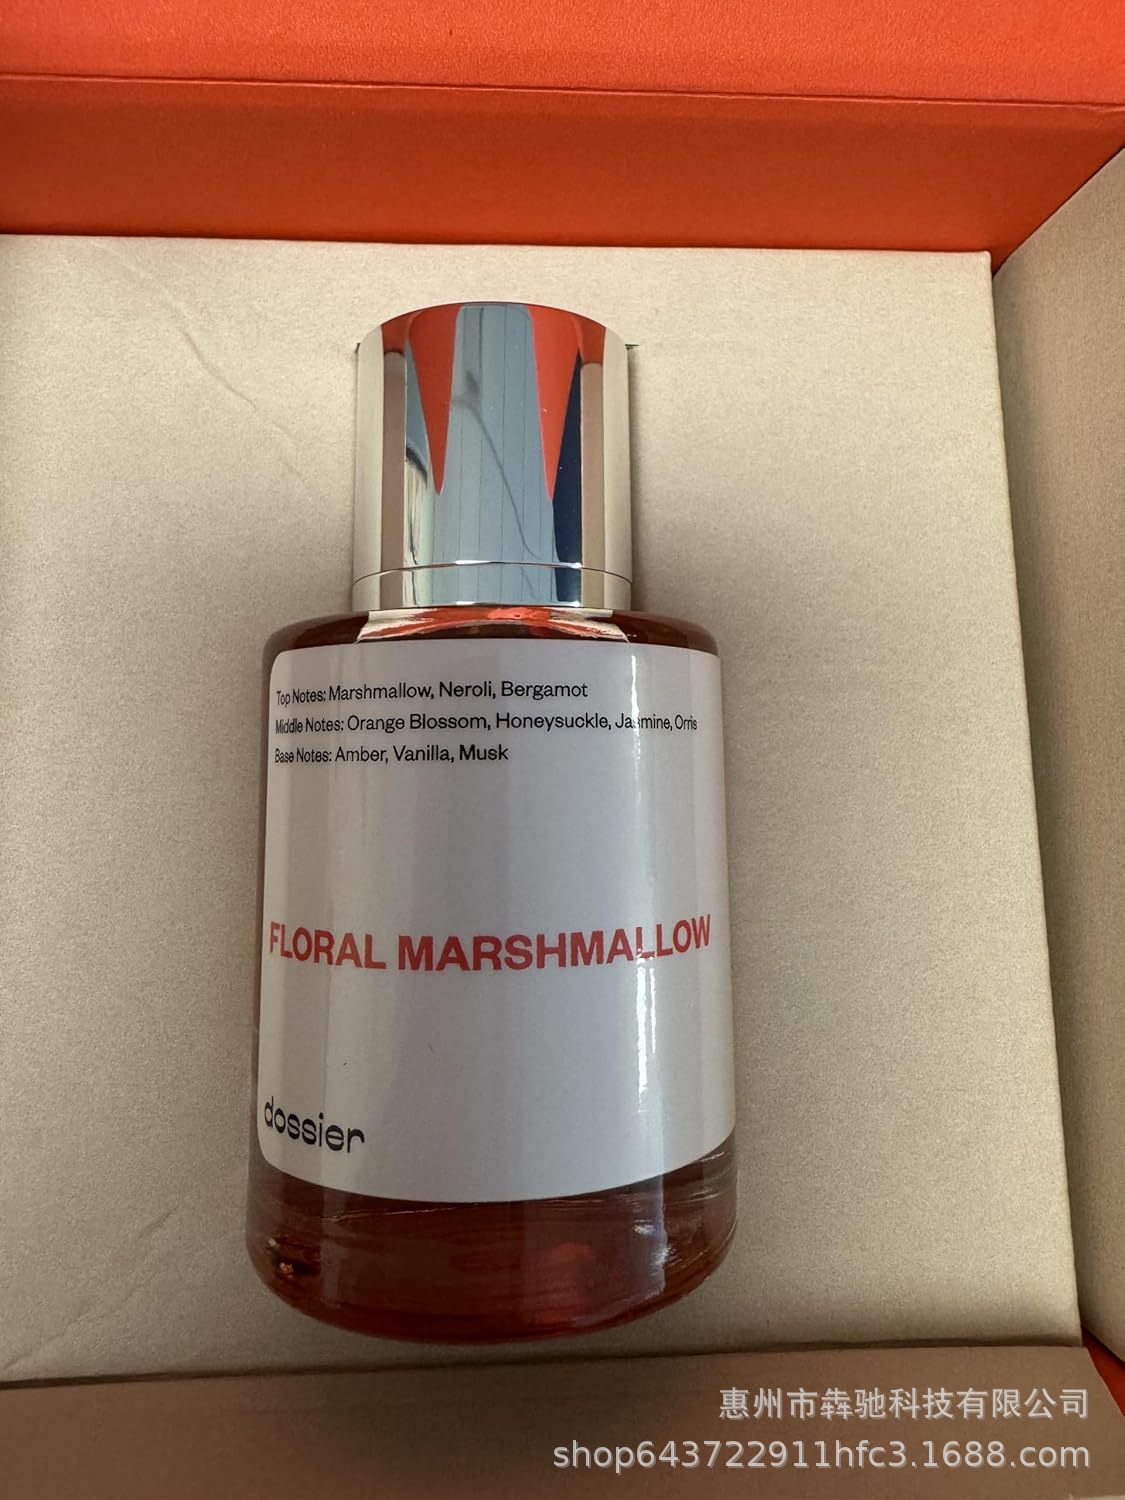 Top Notes: Marshmallow, Neroli, Bergamot
Middle Notes: Orange Blossom, Honeysuckle, Jasmine, Orris
Base Notes: Amber, Vanilla, Musk
FLORAL MARSHMALLOW
dossier
惠州市犇驰科技有限公司
shop643722911hfc3.1688.com